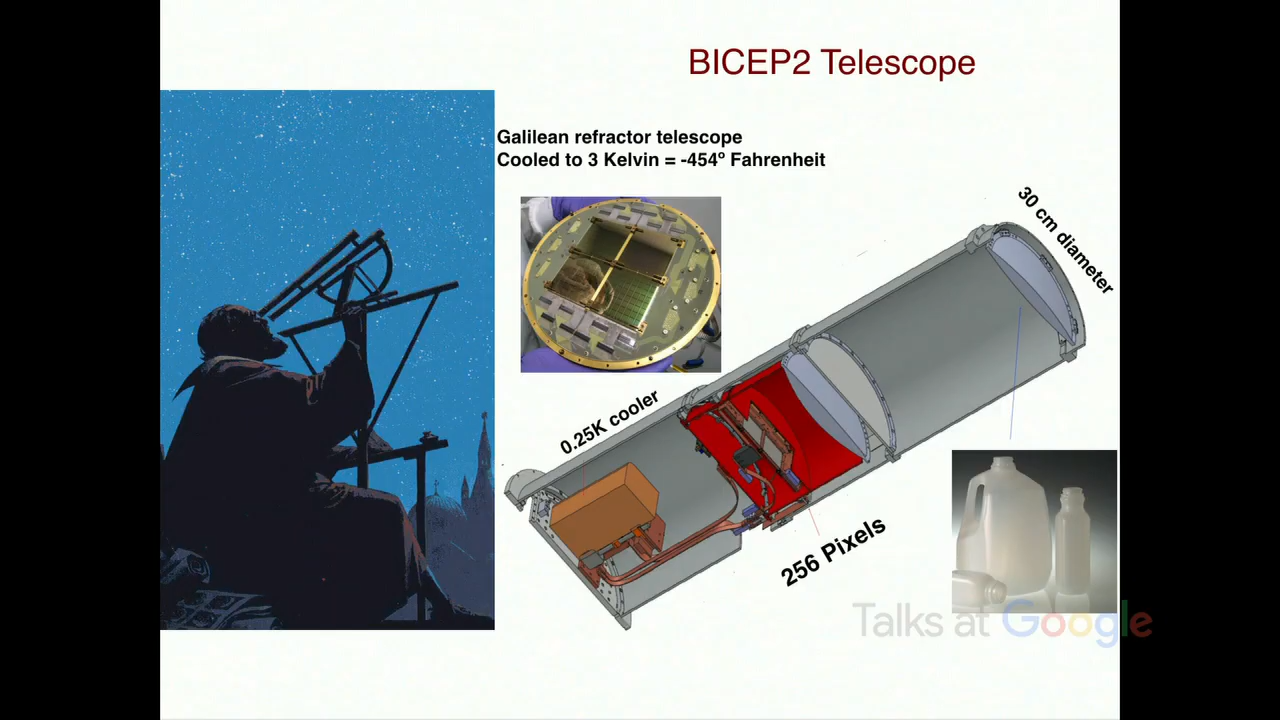 BICEP2 Telescope
Galilean refractor telescope
Cooled to 3 Kelvin = -454º Fahrenheit
30 cm diameter
0.25K cooler
256 Pixels
Talks at Google